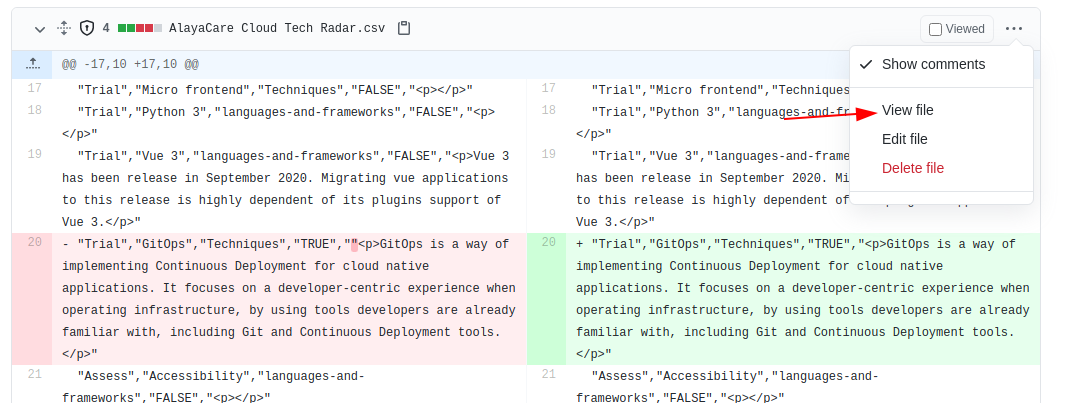 4 AlayaCare Cloud Tech Radar.csv Viewed
@@ -17,10 +17,10 @@
Show comments
View file
Edit file
Delete file
17 "Trial","Micro frontend","Techniques","FALSE","<p></p>"
18 "Trial","Python 3","languages-and-frameworks","FALSE","<p>
</p>"
19 "Trial","Vue 3","languages-and-frameworks","FALSE","<p>Vue 3
has been release in September 2020. Migrating vue applications
to this release is highly dependent of its plugins support of
Vue 3.</p>"
20 - "Trial","GitOps","Techniques","TRUE",""<p>GitOps is a way of
implementing Continuous Deployment for cloud native
applications. It focuses on a developer-centric experience when
operating infrastructure, by using tools developers are already
familiar with, including Git and Continuous Deployment tools.
</p>"
21 "Assess","Accessibility","languages-and-
frameworks","FALSE","<p></p>"
17 "Trial","Micro frontend","Techniques
18 "Trial","Python 3","languages-and-fr
</p>"
19 "Trial","Vue 3","languages-and-frame
has been release in September 2020. Mi
to this release is highly dependent of
Vue 3.</p>"
20 + "Trial","GitOps","Techniques","TRUE","<p>GitOps is a way of
implementing Continuous Deployment for cloud native
applications. It focuses on a developer-centric experience when
operating infrastructure, by using tools developers are already
familiar with, including Git and Continuous Deployment tools.
</p>"
21 "Assess","Accessibility","languages-and-
frameworks","FALSE","<p></p>"